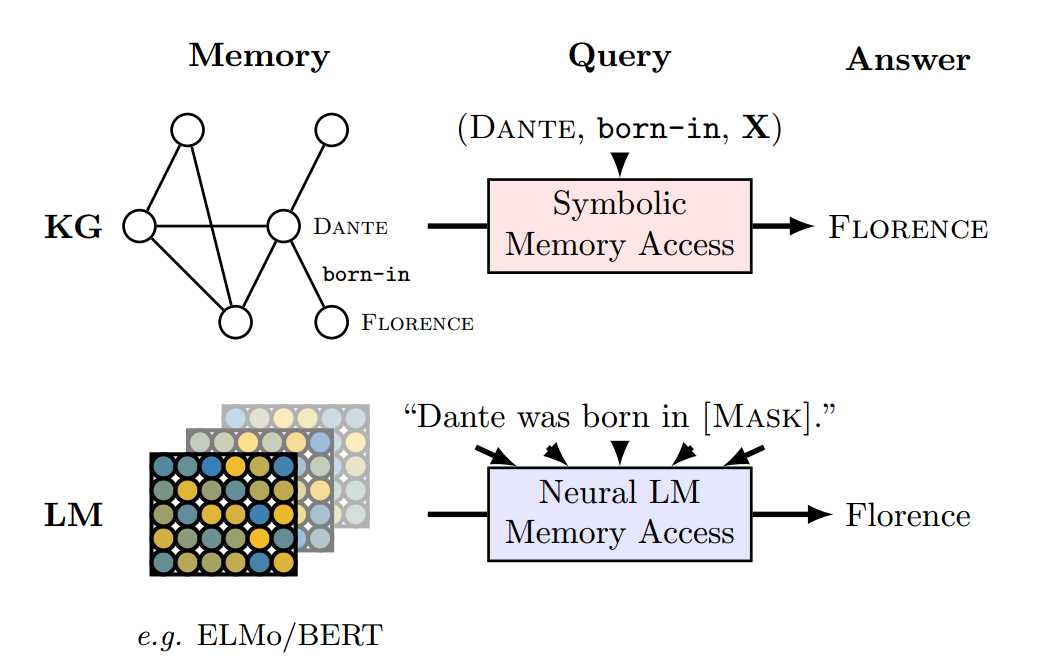 Memory
Query
Answer
(Dante, born-in, X)
KG
Dante
born-in
Florence
Symbolic
Memory Access
Florence
“Dante was born in [Mask].”
LM
Neural LM
Memory Access
Florence
e.g. ELMo/BERT